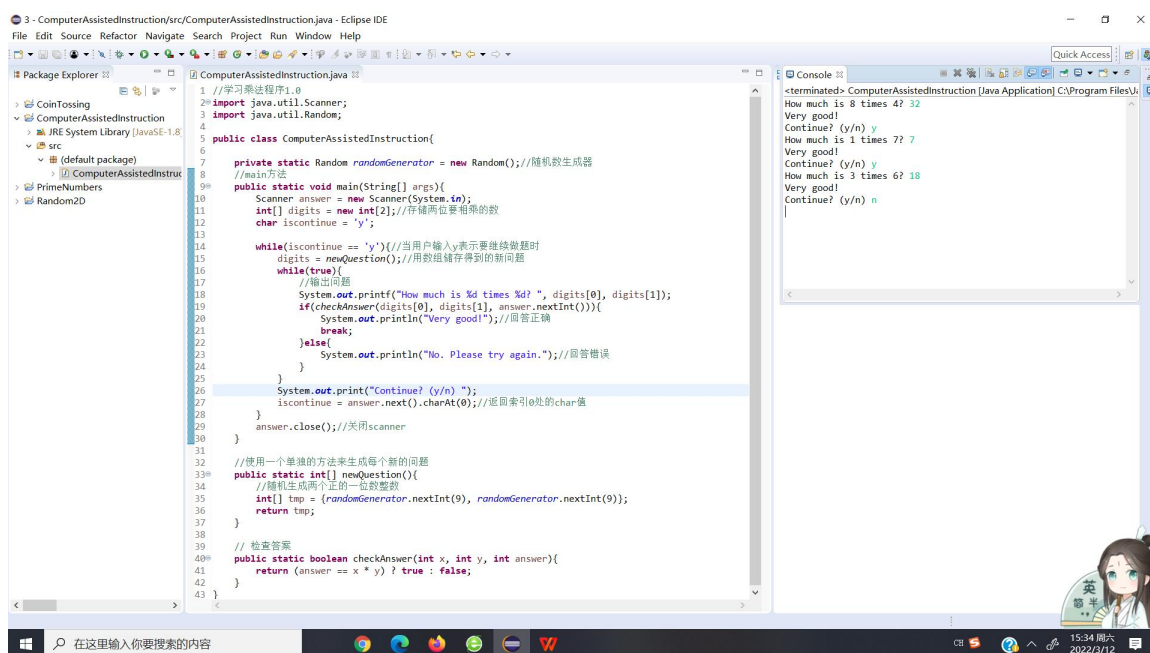 3 - ComputerAssistedInstruction/src/ComputerAssistedInstruction.java - Eclipse IDE
File Edit Source Refactor Navigate Search Project Run Window Help
Quick Access
Package Explorer
CoinTossing
ComputerAssistedInstruction
JRE System Library [JavaSE-1.8]
src
(default package)
ComputerAssistedInstruc
PrimeNumbers
Random2D
ComputerAssistedInstruction.java
1 //学习乘法程序1.0
2 import java.util.Scanner;
3 import java.util.Random;
4
5 public class ComputerAssistedInstruction{
6
7 private static Random randomGenerator = new Random();//随机数生成器
8 //main方法
9 public static void main(String[] args){
10 Scanner answer = new Scanner(System.in);
11 int[] digits = new int[2];//存储两位要相乘的数
12 char iscontinue = 'y';
13
14 while(iscontinue == 'y'){//当用户输入y表示要继续做题时
15 digits = newQuestion();//用数组储存得到的新问题
16 while(true){
17 //输出问题
18 System.out.printf("How much is %d times %d? ", digits[0], digits[1]);
19 if(checkAnswer(digits[0], digits[1], answer.nextInt())){
20 System.out.println("Very good!");//回答正确
21 break;
22 }else{
23 System.out.println("No. Please try again.");//回答错误
24 }
25 }
26 System.out.print("Continue? (y/n) ");
27 iscontinue = answer.next().charAt(0);//返回索引0处的char值
28 }
29 answer.close();//关闭scanner
30 }
31
32 //使用一个单独的方法来生成每个新的问题
33 public static int[] newQuestion(){
34 //随机生成两个正的一位数整数
35 int[] tmp = {randomGenerator.nextInt(9), randomGenerator.nextInt(9)};
36 return tmp;
37 }
38
39 // 检查答案
40 public static boolean checkAnswer(int x, int y, int answer){
41 return (answer == x * y) ? true : false;
42 }
43 }
Console
<terminated> ComputerAssistedInstruction [Java Application] C:\Program Files\Ja
How much is 8 times 4? 32
Very good!
Continue? (y/n) y
How much is 1 times 7? 7
Very good!
Continue? (y/n) y
How much is 3 times 6? 18
Very good!
Continue? (y/n) n
英
简 半
在这里输入你要搜索的内容
CH
15:34 周六
2022/3/12